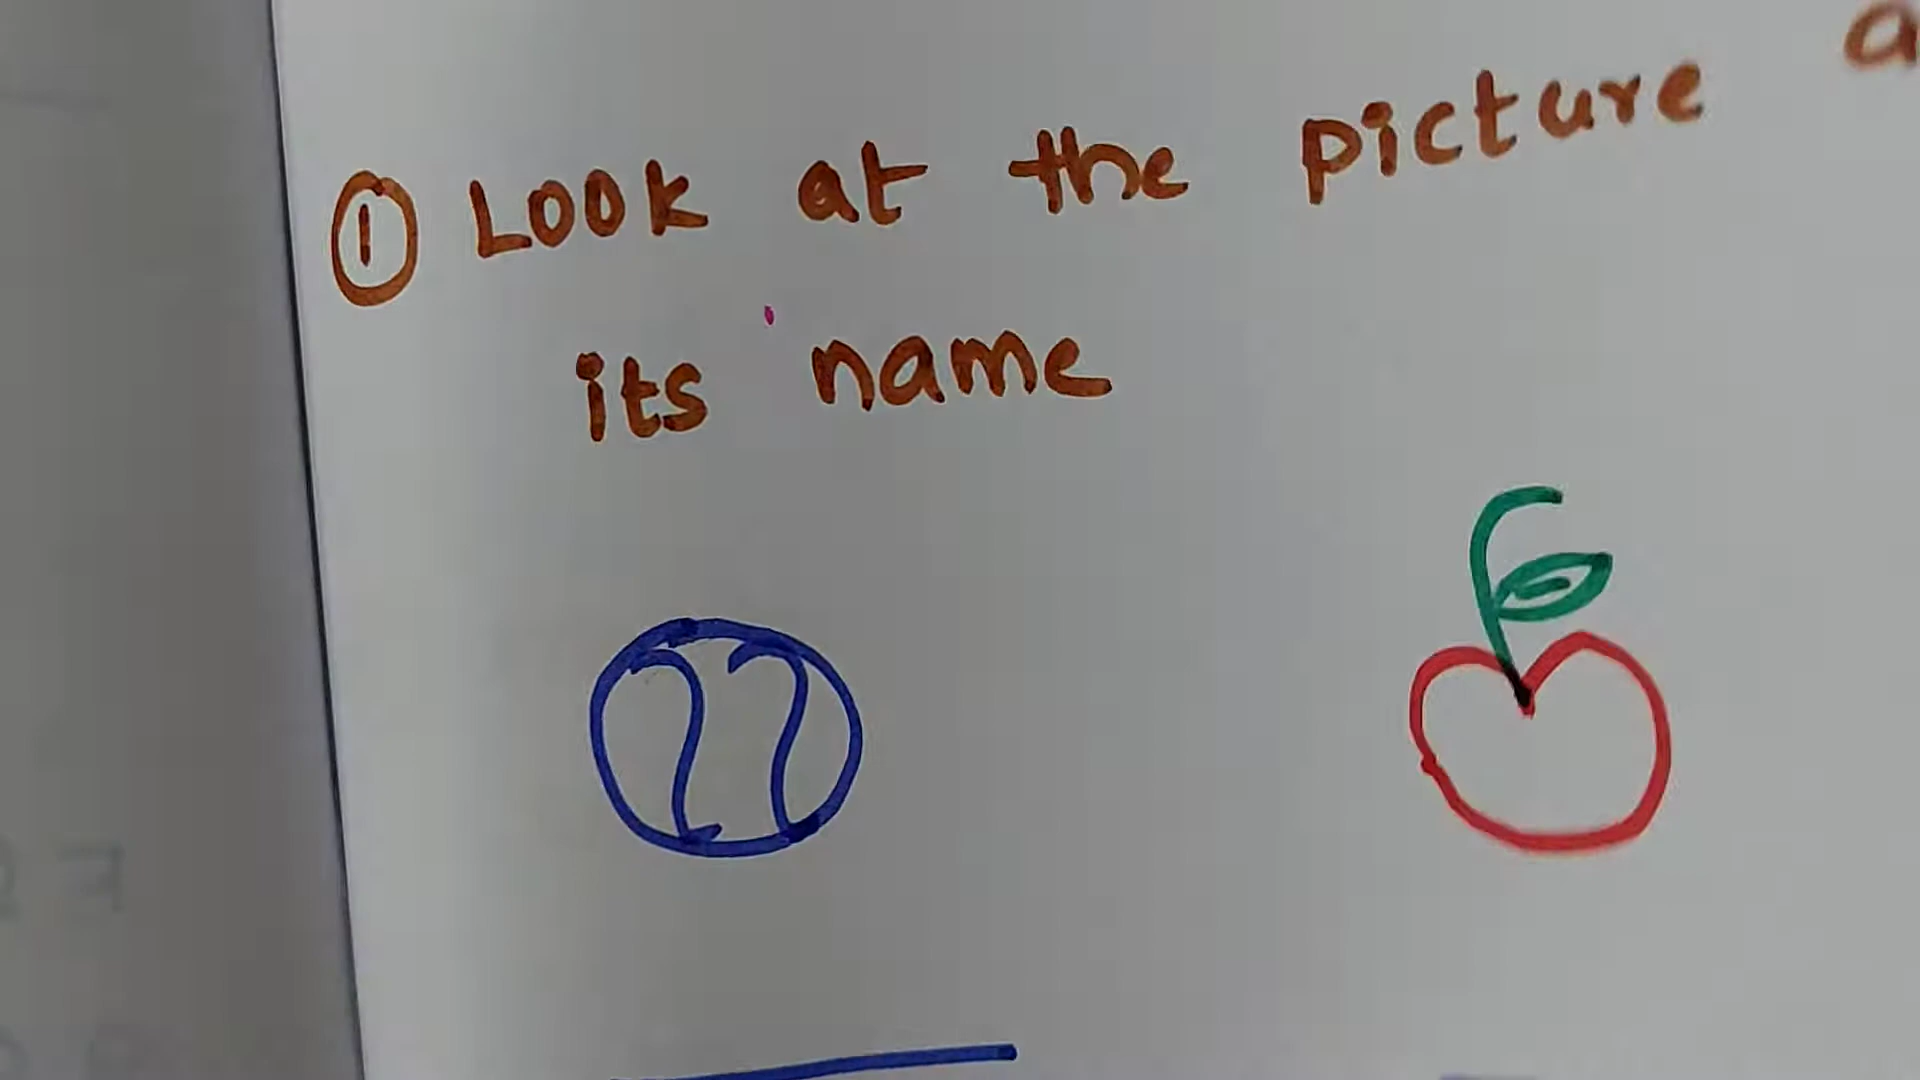 ① Look at the picture a
its name